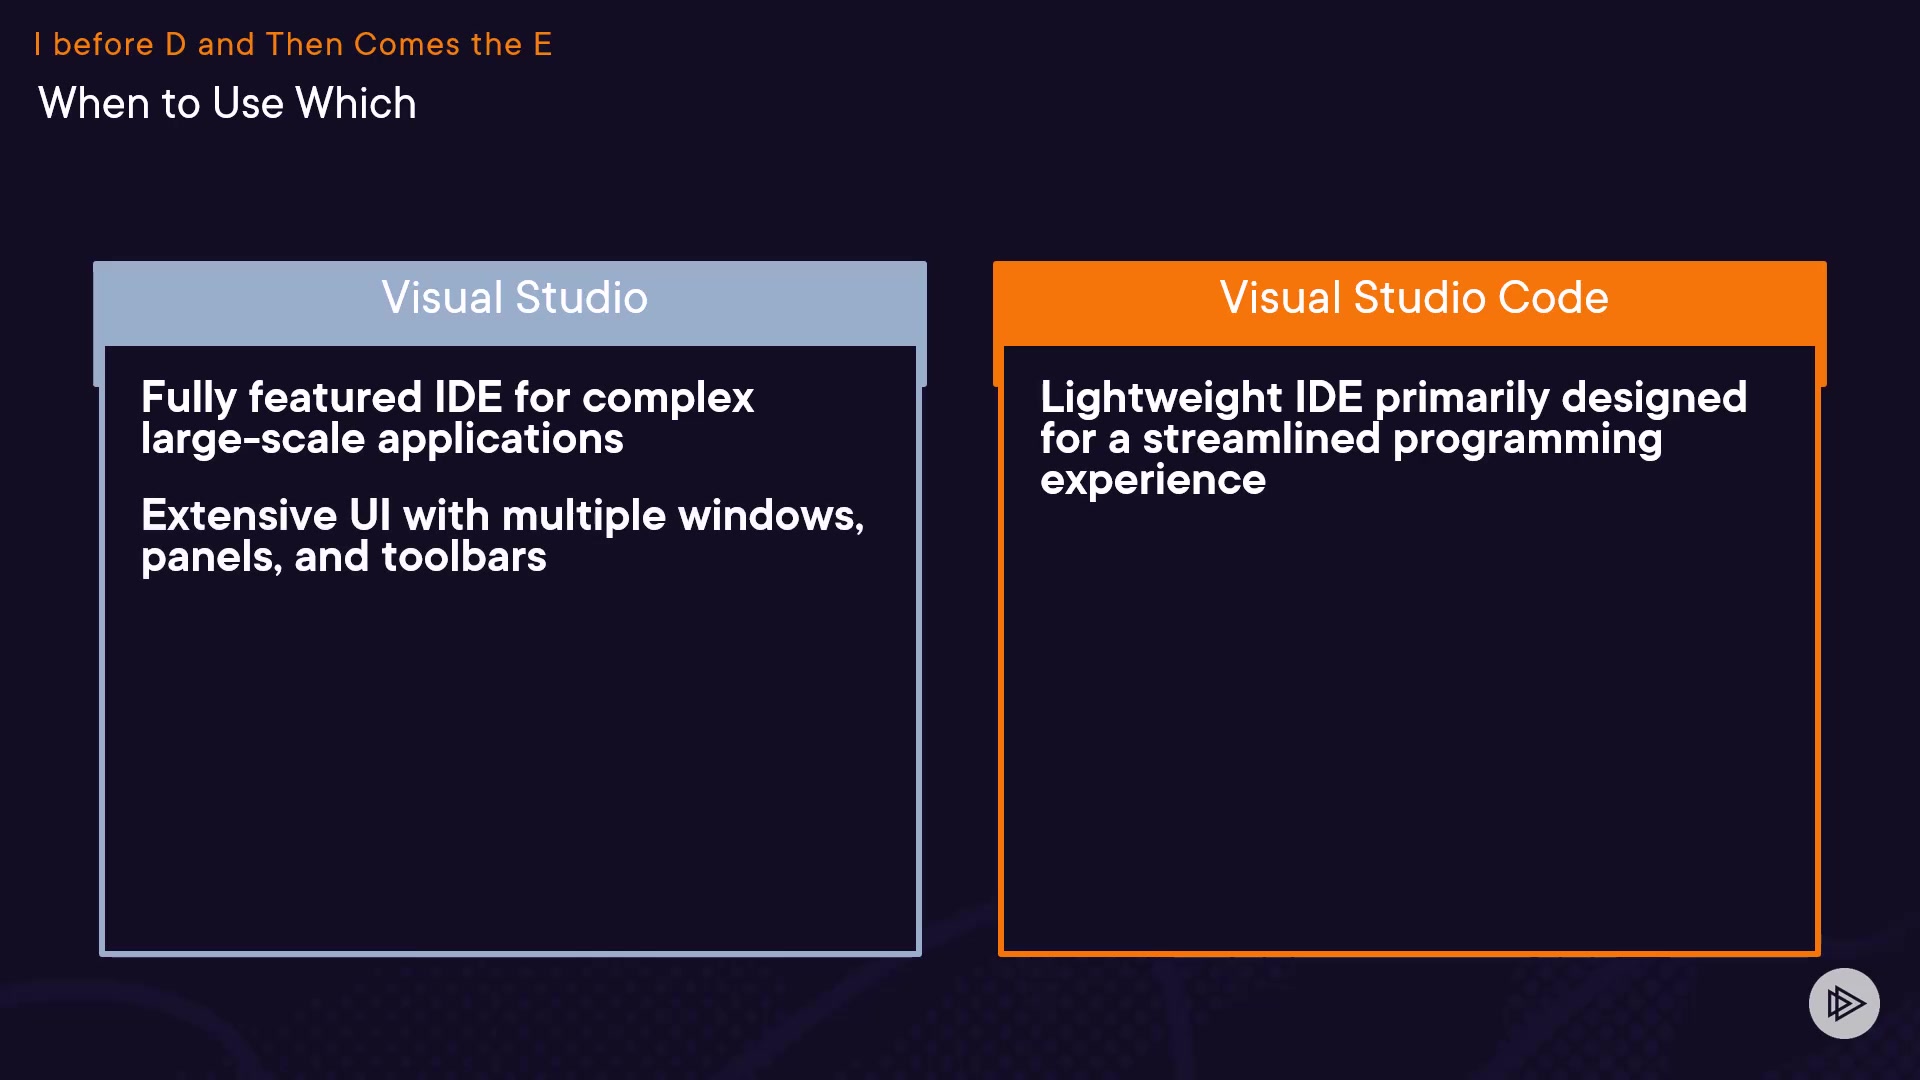 I before D and Then Comes the E
When to Use Which
Visual Studio
Fully featured IDE for complex
large-scale applications
Extensive UI with multiple windows,
panels, and toolbars
Visual Studio Code
Lightweight IDE primarily designed
for a streamlined programming
experience